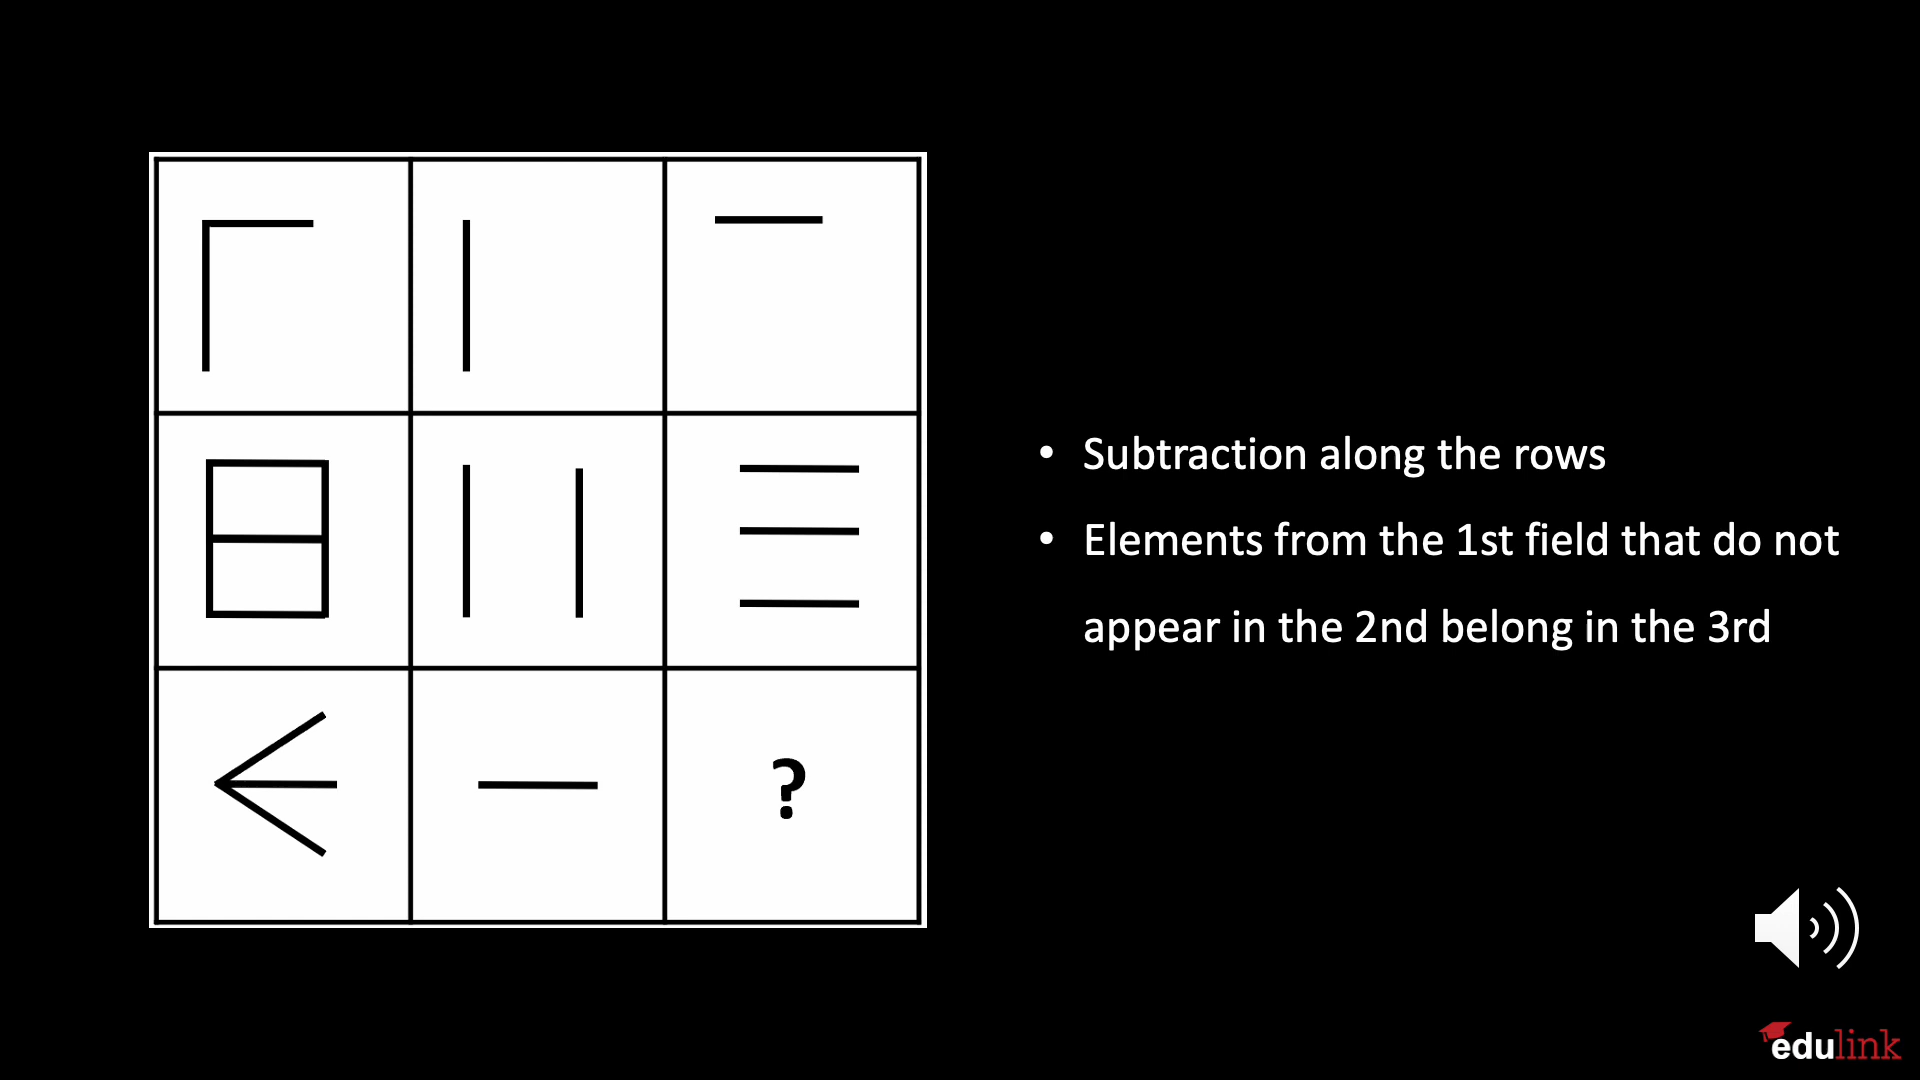 ?
• Subtraction along the rows
• Elements from the 1st field that do not
appear in the 2nd belong in the 3rd
edulink